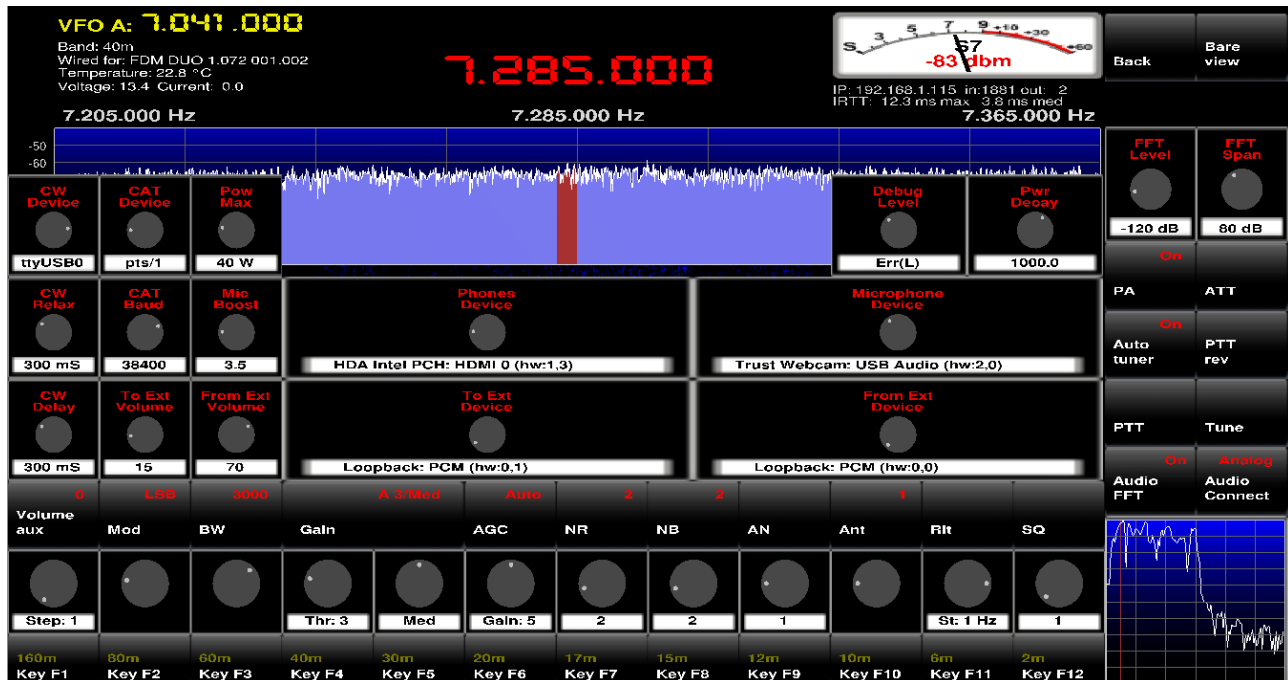 VFO A: 7.041.000
Band: 40m
Wired for: FDM DUO 1.072 001.002
Temperature: 22.8 °C
Voltage: 13.4 Current: 0.0
7.285.000
S 3 5 7 9 +10 +30 +60
S7
-83 dbm
IP: 192.168.1.115 in:1881 out: 2
IRTT: 12.3 ms max 3.8 ms med
Back
Bare view
7.205.000 Hz 7.285.000 Hz 7.365.000 Hz
-50
-60
FFT Level
-120 dB
FFT Span
80 dB
CW Device
ttyUSB0
CAT Device
pts/1
Pow Max
40 W
Debug Level
Err(L)
Pwr Decay
1000.0
On
PA
ATT
CW Relax
300 mS
CAT Baud
38400
Mic Boost
3.5
Phones Device
HDA Intel PCH: HDMI 0 (hw:1,3)
Microphone Device
Trust Webcam: USB Audio (hw:2,0)
On
Auto tuner
PTT rev
CW Delay
300 mS
To Ext Volume
15
From Ext Volume
70
To Ext Device
Loopback: PCM (hw:0,1)
From Ext Device
Loopback: PCM (hw:0,0)
PTT
Tune
On
Audio FFT
Analog
Audio Connect
0 LSB 3000 A 3/Med Auto 2 2 1
Volume aux Mod BW Gain AGC NR NB AN Ant Rit SQ
Step: 1 Thr: 3 Med Gain: 5 2 2 1 St: 1 Hz 1
160m 80m 60m 40m 30m 20m 17m 15m 12m 10m 6m 2m
Key F1 Key F2 Key F3 Key F4 Key F5 Key F6 Key F7 Key F8 Key F9 Key F10 Key F11 Key F12